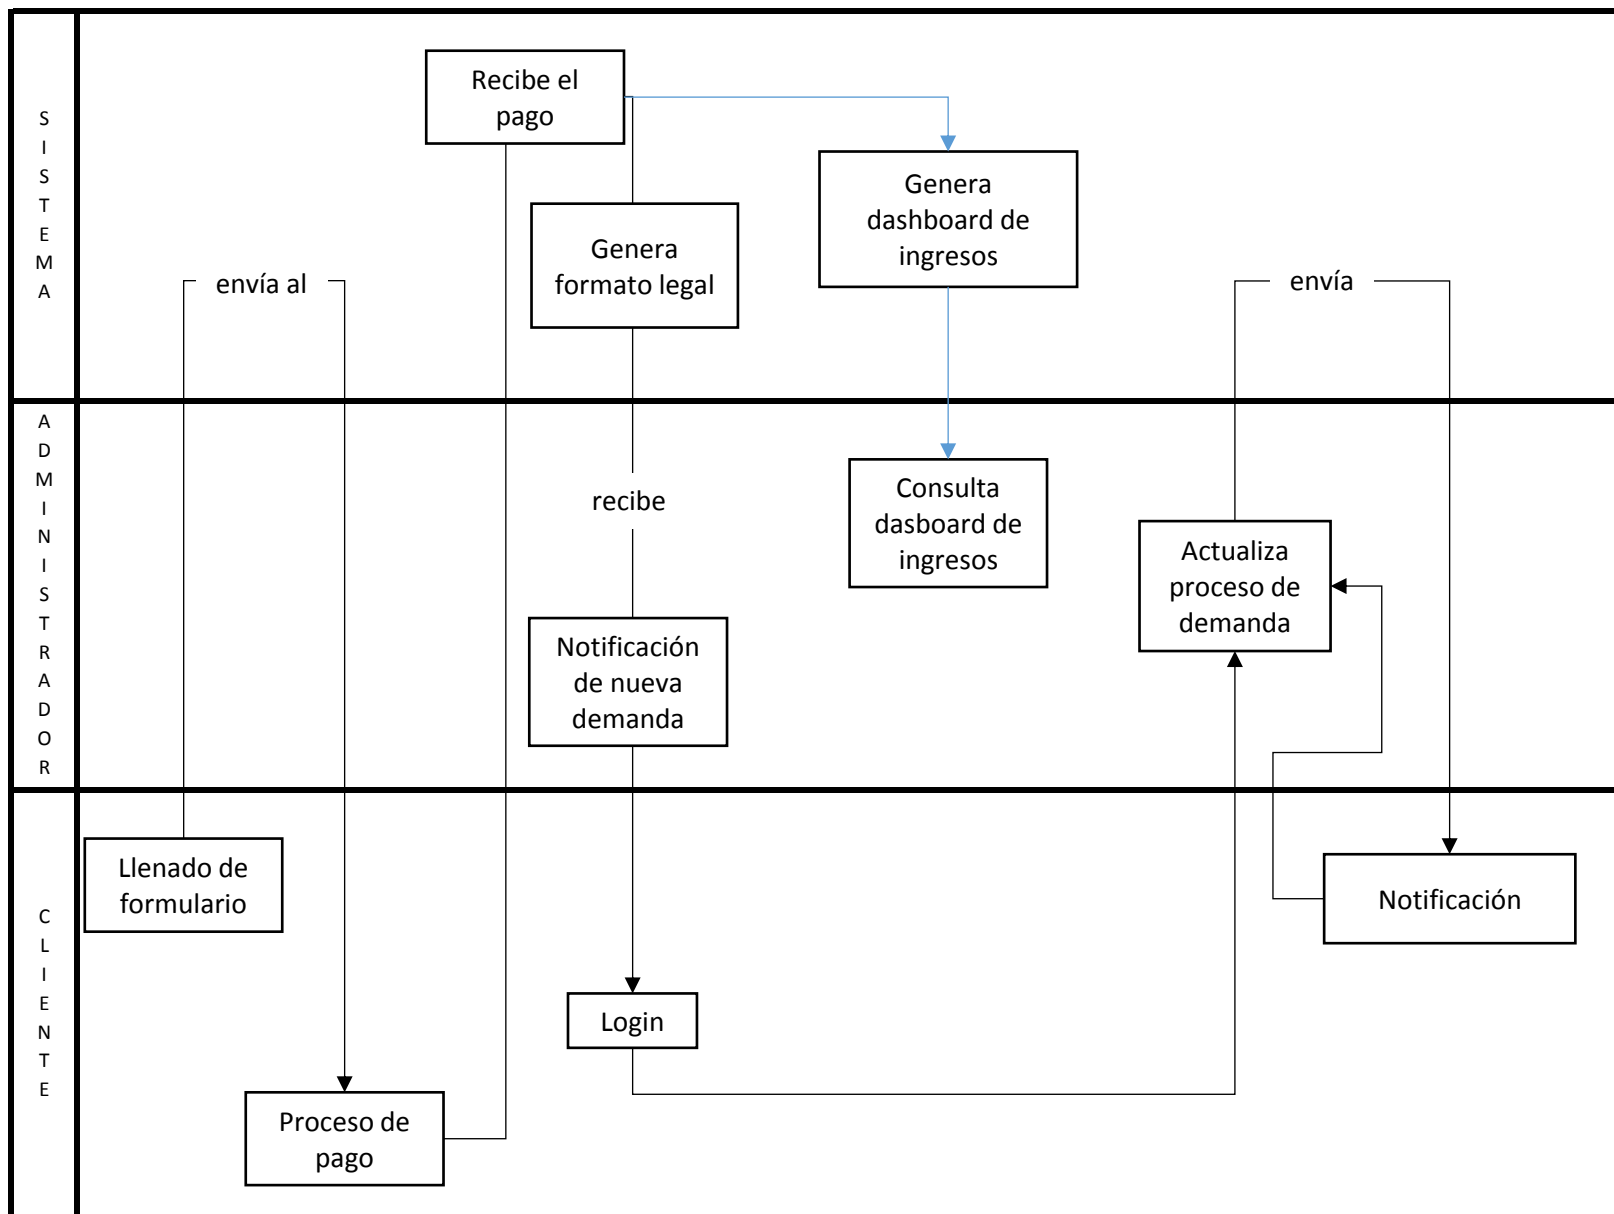 S
I
S
T
E
M
A
Recibe el
pago
Genera
dashboard de
ingresos
Genera
formato legal
envía al
envía
A
D
M
I
N
I
S
T
R
A
D
O
R
recibe
Consulta
dasboard de
ingresos
Actualiza
proceso de
demanda
Notificación
de nueva
demanda
C
L
I
E
N
T
E
Llenado de
formulario
Notificación
Login
Proceso de
pago